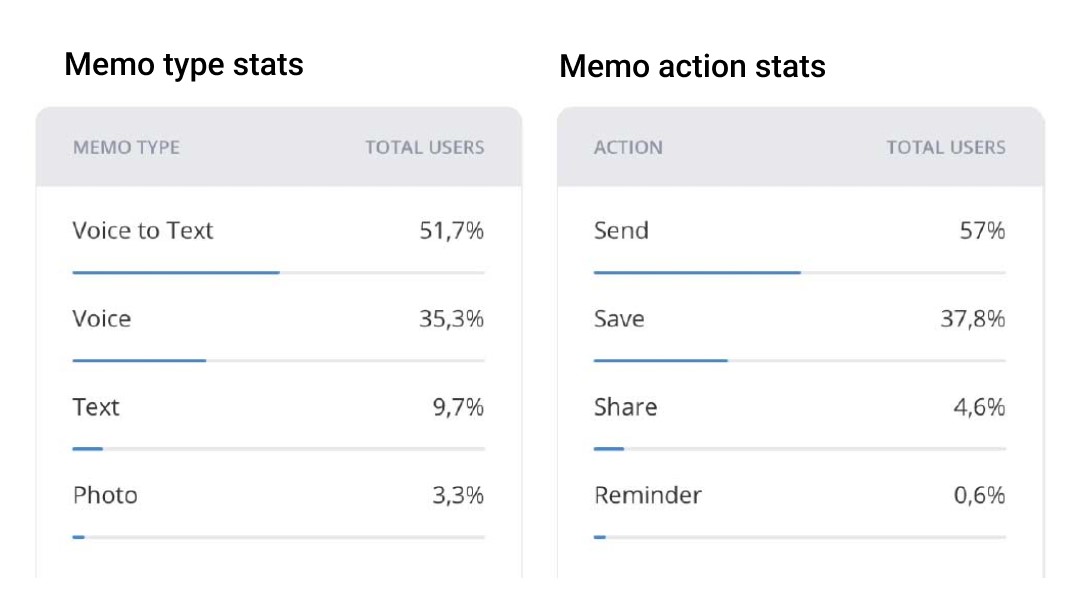 Memo type stats
MEMO TYPE TOTAL USERS
Voice to Text 51,7%
Voice 35,3%
Text 9,7%
Photo 3,3%
Memo action stats
ACTION TOTAL USERS
Send 57%
Save 37,8%
Share 4,6%
Reminder 0,6%